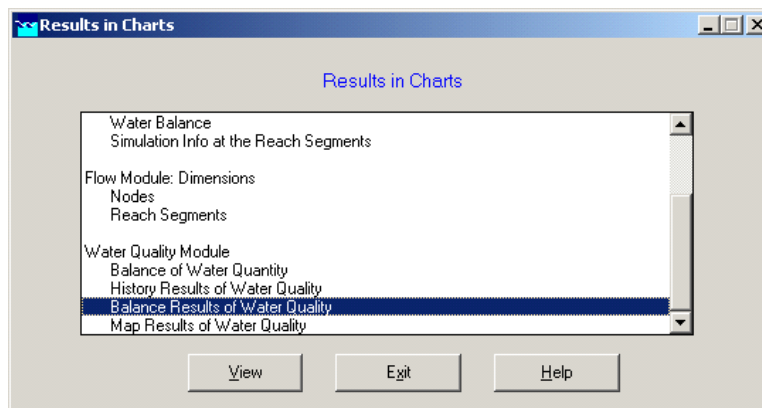 Results in Charts
Results in Charts
Water Balance
Simulation Info at the Reach Segments
Flow Module: Dimensions
Nodes
Reach Segments
Water Quality Module
Balance of Water Quantity
History Results of Water Quality
Balance Results of Water Quality
Map Results of Water Quality
View Exit Help